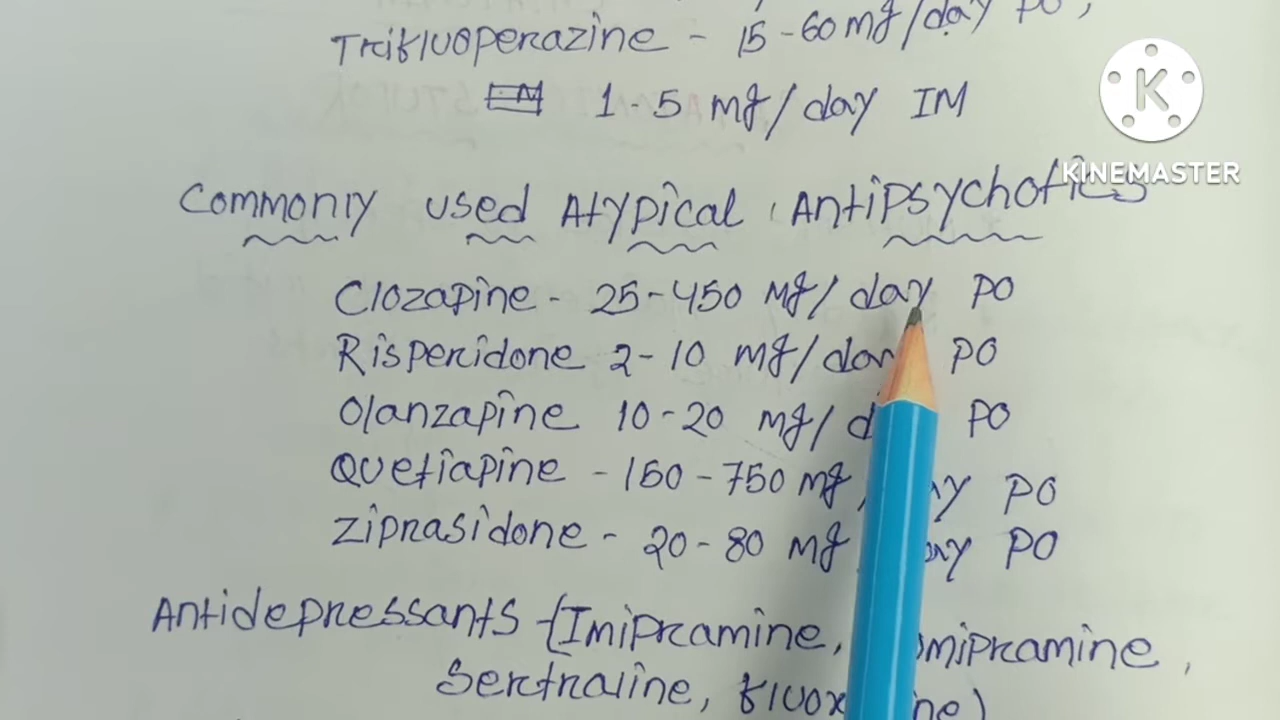 Trifluoperazine - 15-60 mg/day PO,
1-5 mg/day IM
K
KINEMASTER
Commonly used Atypical Antipsychotics
Clozapine - 25-450 mg/day PO
Risperidone 2-10 mg/day PO
Olanzapine 10-20 mg/ PO
Quetiapine - 150-750 mg PO
Ziprasidone - 20-80 mg PO
Antidepressants - (Imipramine, omipramine,
Sertraline,